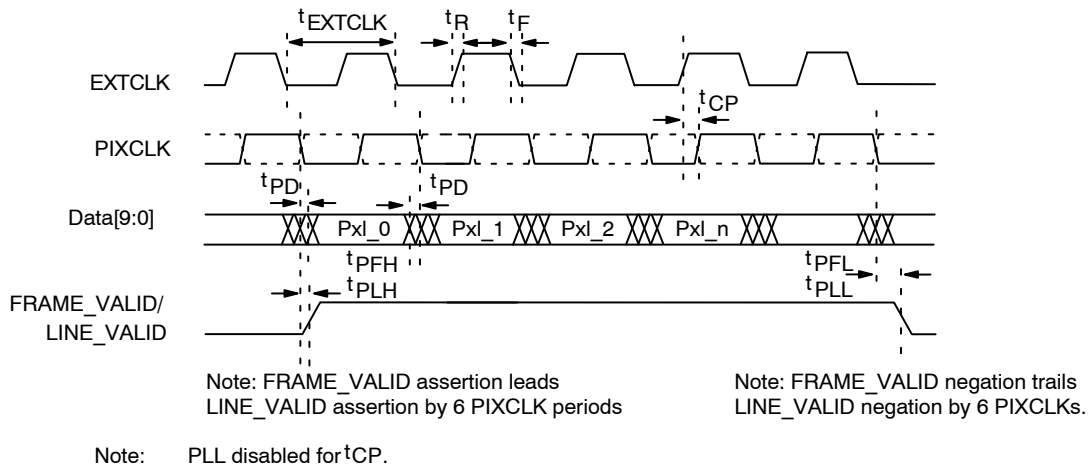 tEXTCLK
tR
tF
EXTCLK
tCP
PIXCLK
tPD
tPD
Data[9:0]
Pxl_0
Pxl_1
Pxl_2
Pxl_n
tPFH
tPLH
tPFL
tPLL
FRAME_VALID/
LINE_VALID
Note: FRAME_VALID assertion leads
LINE_VALID assertion by 6 PIXCLK periods
Note: FRAME_VALID negation trails
LINE_VALID negation by 6 PIXCLKs.
Note: PLL disabled for tCP.